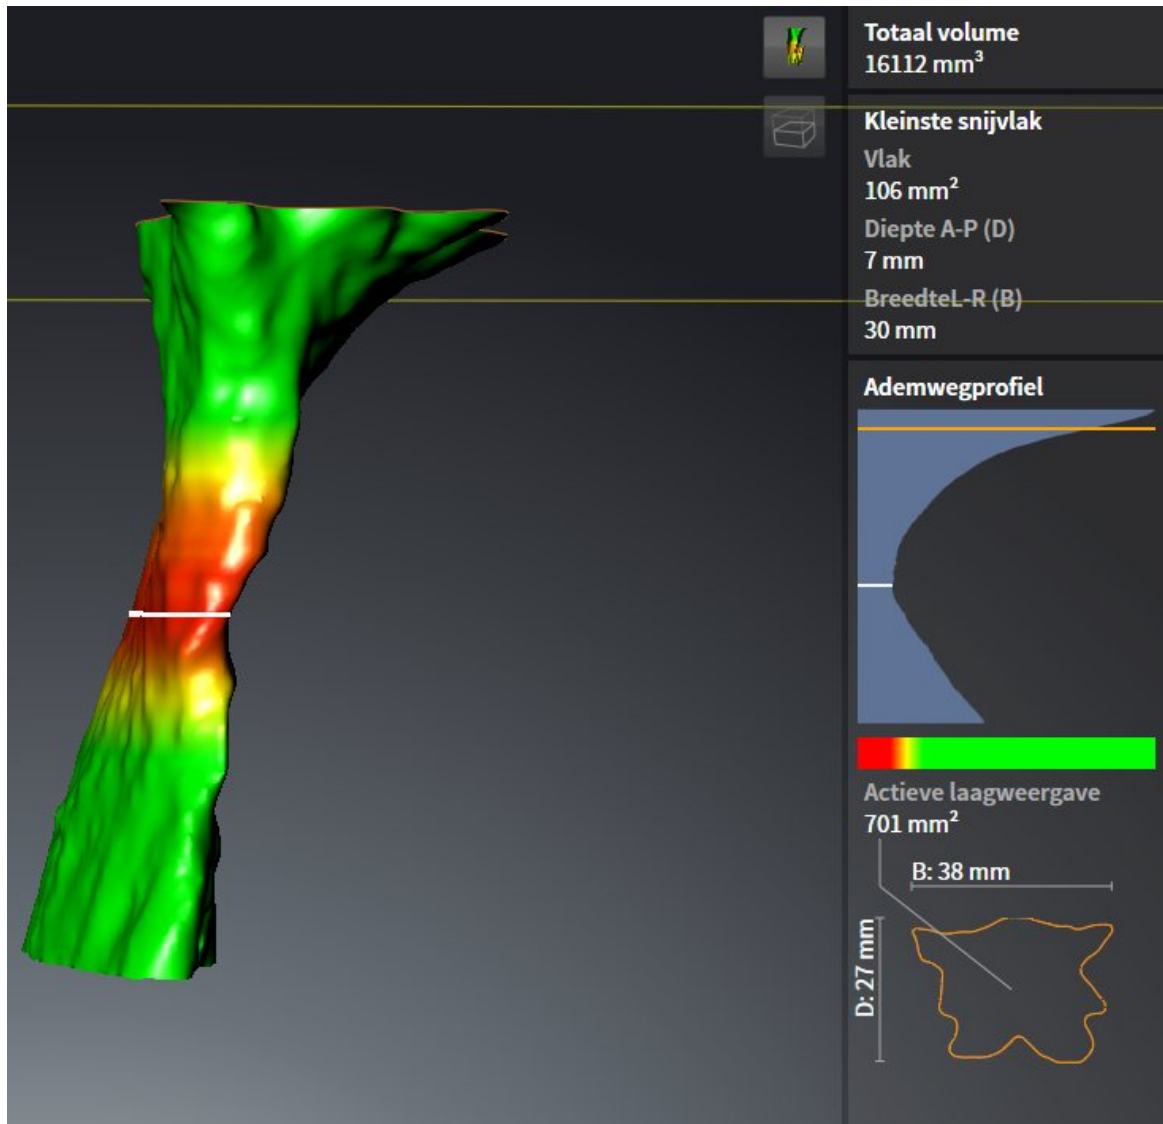 Totaal volume
16112 mm³
Kleinste snijvlak
Vlak
106 mm²
Diepte A-P (D)
7 mm
BreedteL-R (B)
30 mm
Ademwegprofiel
Actieve laagweergave
701 mm²
B: 38 mm
D: 27 mm